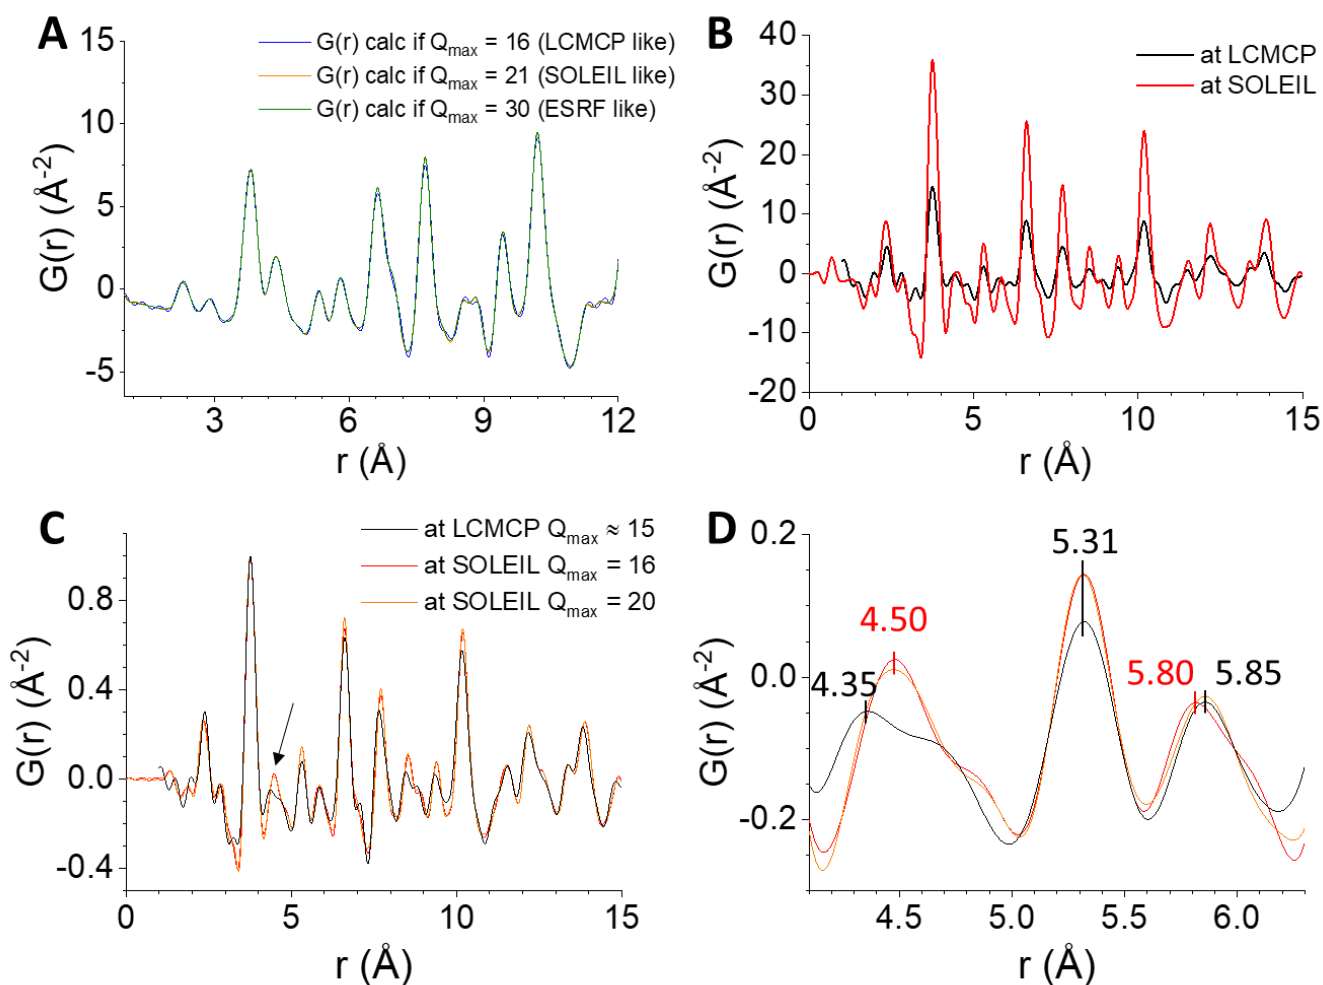 A
G(r) calc if Qmax = 16 (LCMCP like)
G(r) calc if Qmax = 21 (SOLEIL like)
G(r) calc if Qmax = 30 (ESRF like)
15
10
5
0
-5
G(r) (Å-2)
3
6
9
12
r (Å)
B
at LCMCP
at SOLEIL
40
30
20
10
0
-10
-20
G(r) (Å-2)
0
5
10
15
r (Å)
C
at LCMCP Qmax ≈ 15
at SOLEIL Qmax = 16
at SOLEIL Qmax = 20
0.8
0.4
0.0
-0.4
G(r) (Å-2)
0
5
10
15
r (Å)
D
5.31
4.50
4.35
5.80
5.85
0.2
0.0
-0.2
G(r) (Å-2)
4.5
5.0
5.5
6.0
r (Å)